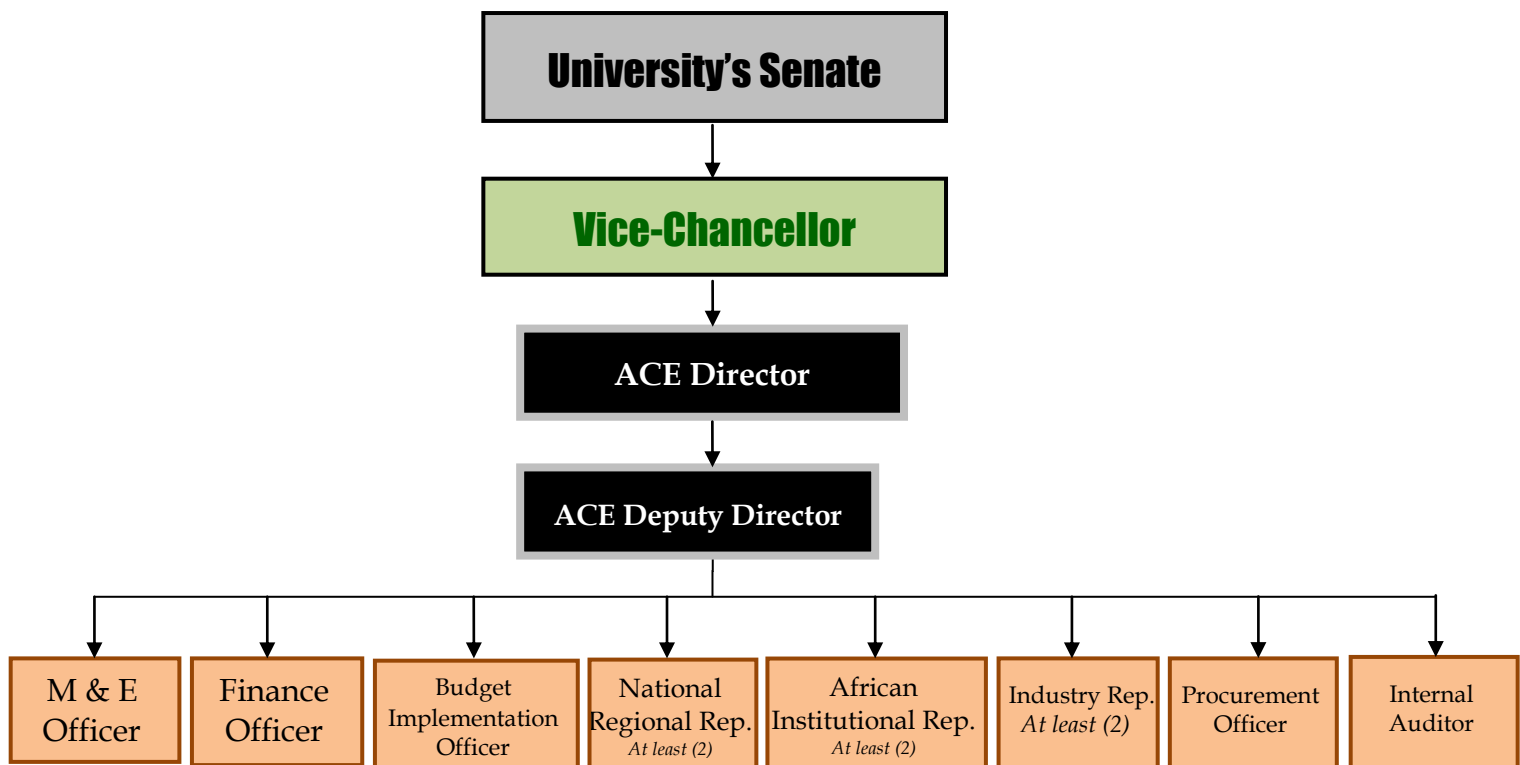 University’s Senate
Vice-Chancellor
ACE Director
ACE Deputy Director
M & E
Officer
Finance
Officer
Budget
Implementation
Officer
National
Regional Rep.
At least (2)
African
Institutional Rep.
At least (2)
Industry Rep.
At least (2)
Procurement
Officer
Internal
Auditor